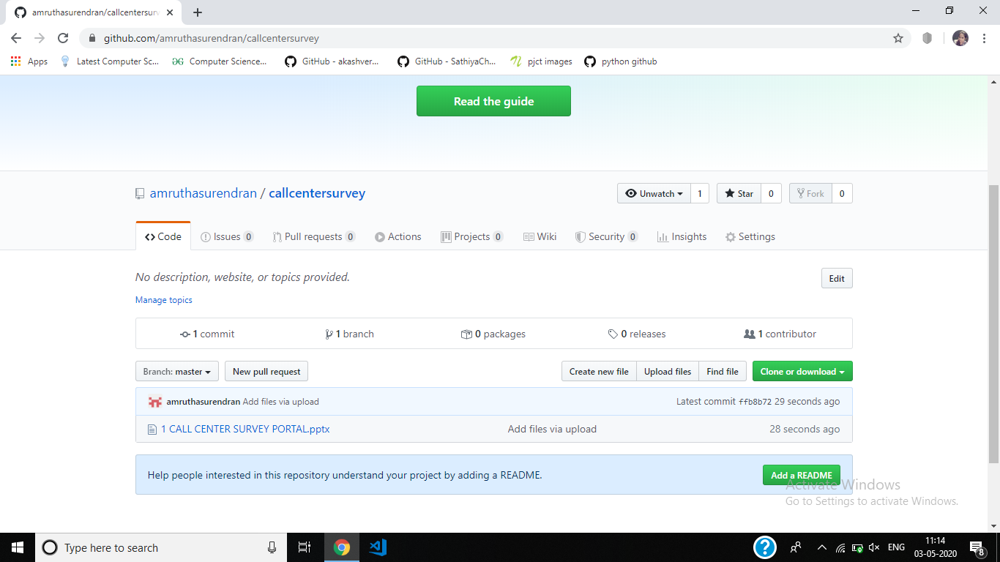 amruthasurendran/callcentersurv
github.com/amruthasurendran/callcentersurvey
Apps Latest Computer Sc... Computer Science... GitHub - akashver... GitHub - SathiyaCh... pjct images python github
Read the guide
amruthasurendran / callcentersurvey
Unwatch 1 Star 0 Fork 0
Code Issues 0 Pull requests 0 Actions Projects 0 Wiki Security 0 Insights Settings
No description, website, or topics provided.
Edit
Manage topics
1 commit 1 branch 0 packages 0 releases 1 contributor
Branch: master New pull request Create new file Upload files Find file Clone or download
amruthasurendran Add files via upload Latest commit ffb8b72 29 seconds ago
1 CALL CENTER SURVEY PORTAL.pptx Add files via upload 28 seconds ago
Help people interested in this repository understand your project by adding a README.
Add a README
Activate Windows
Go to Settings to activate Windows.
Type here to search
ENG
11:14
03-05-2020
8